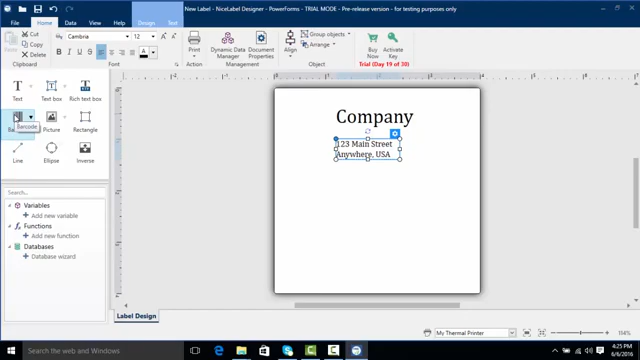 New Label - NiceLabel Designer - PowerForms - TRIAL MODE - Pre-release version - for testing purposes only
File Home Data View Design Text
Paste
Cut
Copy
Delete
Clipboard
Cambria 12
B I U
Text
Print
Action
Dynamic Data Manager
Document Properties
Forms
Align
Group objects
Arrange
Object
Buy Now
Activate Key
Trial (Day 19 of 30)
Text Text box Rich text box
Barcode
Picture Rectangle
Line Ellipse Inverse
Search...
Variables
Add new variable
Functions
Add new function
Databases
Database wizard
Company
123 Main Street
Anywhere, USA
Label Design
My Thermal Printer
Search the web and Windows
4:25 PM
6/6/2016